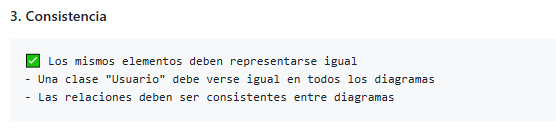 3. Consistencia
✅ Los mismos elementos deben representarse igual
- Una clase "Usuario" debe verse igual en todos los diagramas
- Las relaciones deben ser consistentes entre diagramas